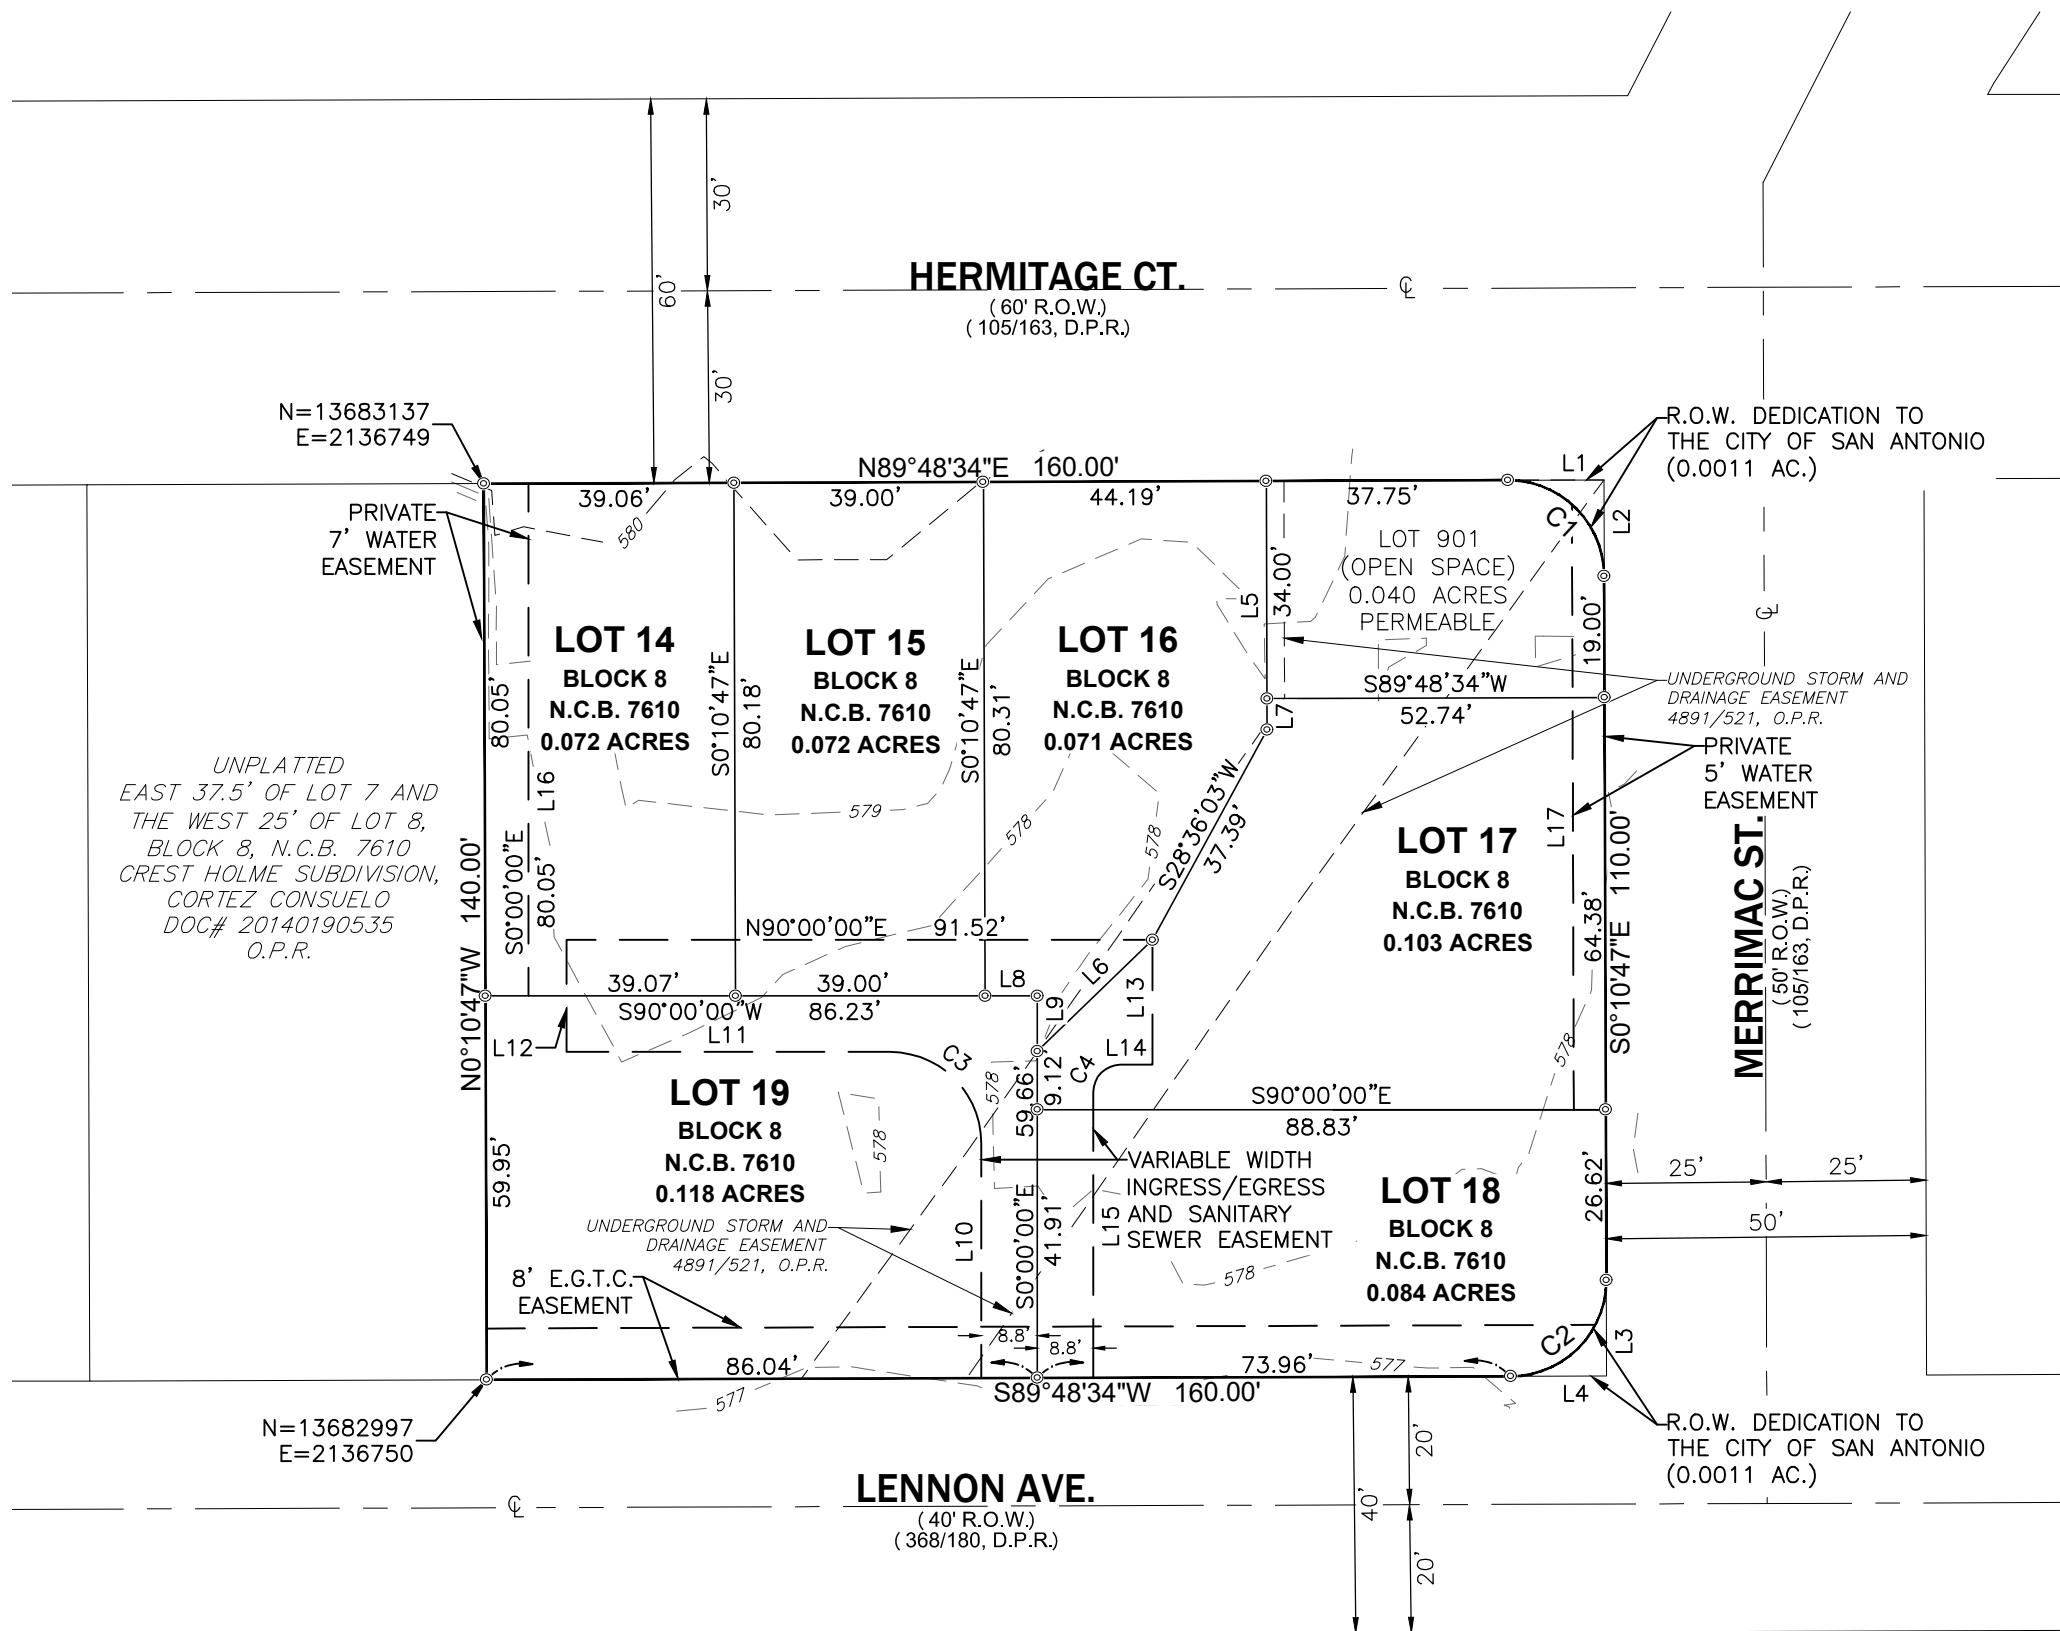 30'
60'
30'
HERMITAGE CT.
( 60' R.O.W.)
( 105/163, D.P.R.)
℄
N=13683137
E=2136749
R.O.W. DEDICATION TO
THE CITY OF SAN ANTONIO
(0.0011 AC.)
N89°48'34"E 160.00'
L1
39.06'
39.00'
44.19'
37.75'
L2
C1
PRIVATE
7' WATER
EASEMENT
580
LOT 901
(OPEN SPACE)
0.040 ACRES
PERMEABLE
L5
34.00'
19.00'
℄
LOT 14
BLOCK 8
N.C.B. 7610
0.072 ACRES
LOT 15
BLOCK 8
N.C.B. 7610
0.072 ACRES
LOT 16
BLOCK 8
N.C.B. 7610
0.071 ACRES
80.05'
S0°10'47"E
80.18'
S0°10'47"E
80.31'
S89°48'34"W
52.74'
L7
UNDERGROUND STORM AND
DRAINAGE EASEMENT
4891/521, O.P.R.
PRIVATE
5' WATER
EASEMENT
UNPLATTED
EAST 37.5' OF LOT 7 AND
THE WEST 25' OF LOT 8,
BLOCK 8, N.C.B. 7610
CREST HOLME SUBDIVISION,
CORTEZ CONSUELO
DOC# 20140190535
O.P.R.
L16
S0°00'00"E
80.05'
579
578
578
S28°36'03"W
37.39'
L17
LOT 17
BLOCK 8
N.C.B. 7610
0.103 ACRES
64.38'
S0°10'47"E 110.00'
MERRIMAC ST.
( 50' R.O.W.)
( 105/163, D.P.R.)
N0°10'47"W 140.00'
N90°00'00"E 91.52'
39.07'
39.00'
L8
S90°00'00"W 86.23'
L6
L13
L9
L11
L12
L14
C3
C4
578
578
59.66'
9.12'
LOT 19
BLOCK 8
N.C.B. 7610
0.118 ACRES
578
S90°00'00"E
88.83'
59.95'
VARIABLE WIDTH
INGRESS/EGRESS
AND SANITARY
SEWER EASEMENT
LOT 18
BLOCK 8
N.C.B. 7610
0.084 ACRES
26.62'
25'
25'
50'
UNDERGROUND STORM AND
DRAINAGE EASEMENT
4891/521, O.P.R.
L10
S0°00'00"E
41.91'
L15
578
8' E.G.T.C.
EASEMENT
8.8'
8.8'
C2
L3
86.04'
73.96'
577
577
S89°48'34"W 160.00'
L4
N=13682997
E=2136750
R.O.W. DEDICATION TO
THE CITY OF SAN ANTONIO
(0.0011 AC.)
20'
40'
20'
LENNON AVE.
( 40' R.O.W.)
( 368/180, D.P.R.)
℄